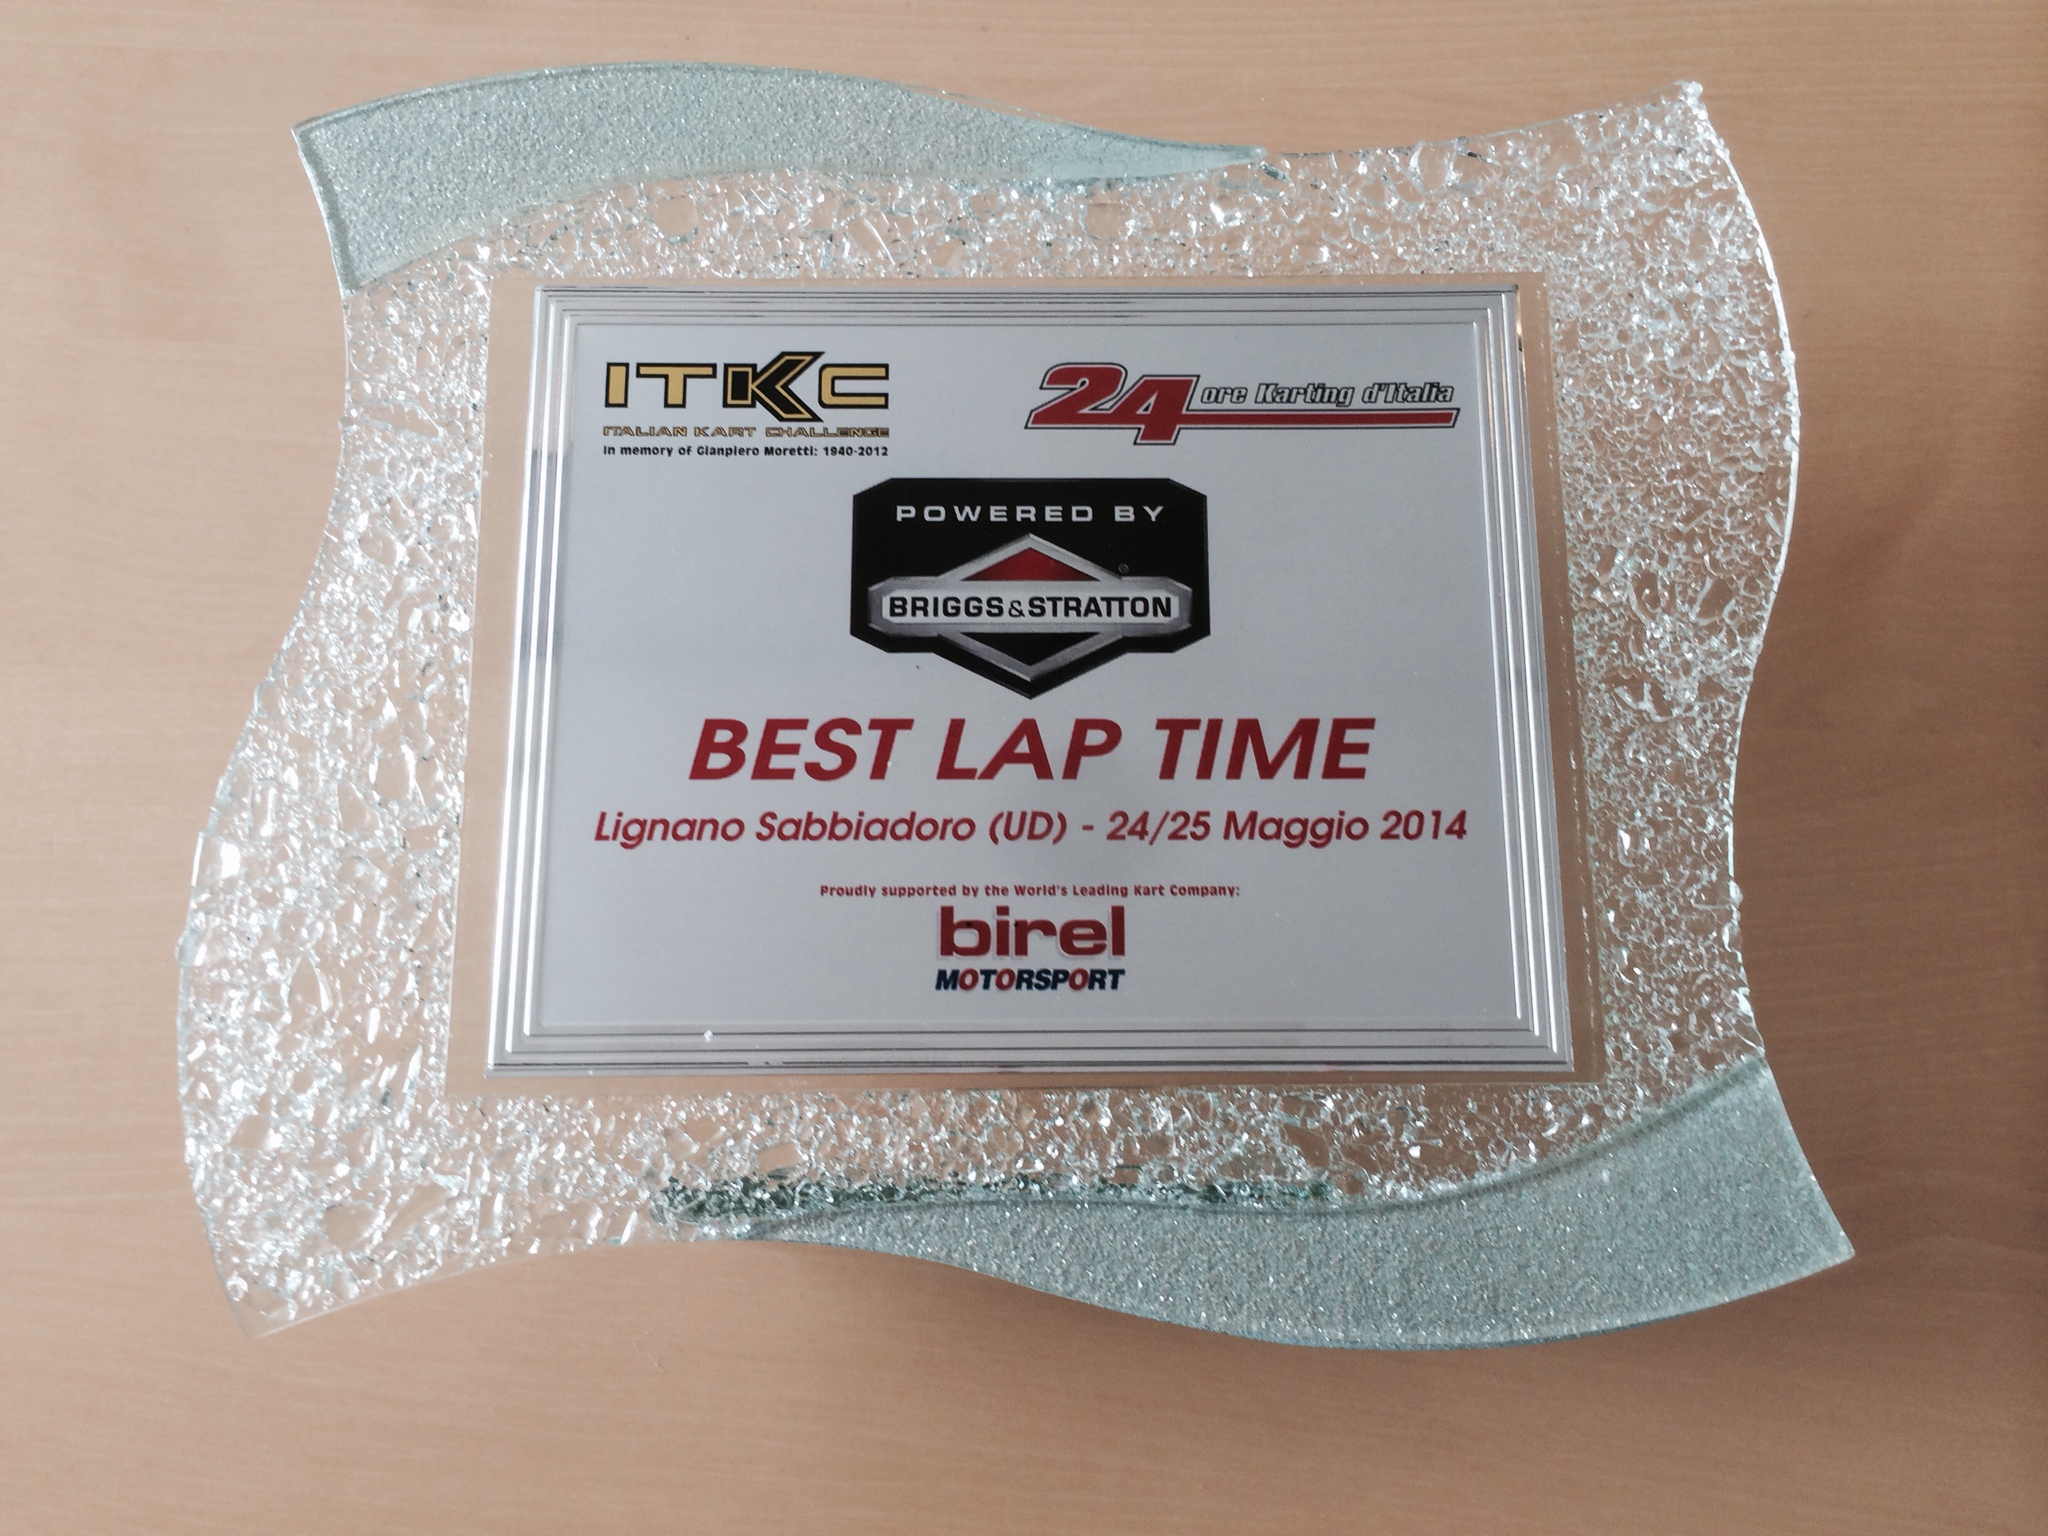 ITKC
ITALIAN KART CHALLENGE
In memory of Gianpiero Moretti: 1940-2012
24 ore Karting d'Italia
POWERED BY
®
BRIGGS&STRATTON
BEST LAP TIME
Lignano Sabbiadoro (UD) - 24/25 Maggio 2014
Proudly supported by the World's Leading Kart Company:
birel
MOTORSPORT